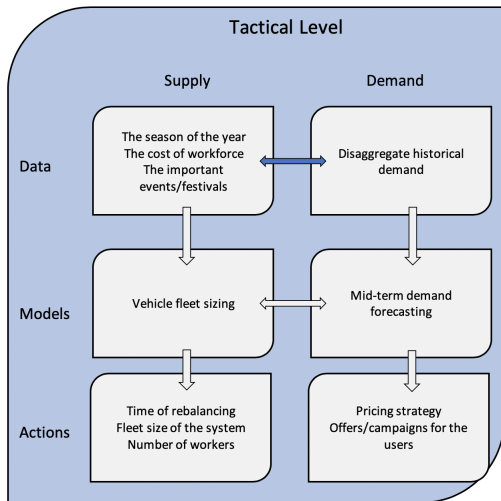 Tactical Level
Supply
Demand
Data
The season of the year
The cost of workforce
The important
events/festivals
Disaggregate historical
demand
Models
Vehicle fleet sizing
Mid-term demand
forecasting
Actions
Time of rebalancing
Fleet size of the system
Number of workers
Pricing strategy
Offers/campaigns for the
users